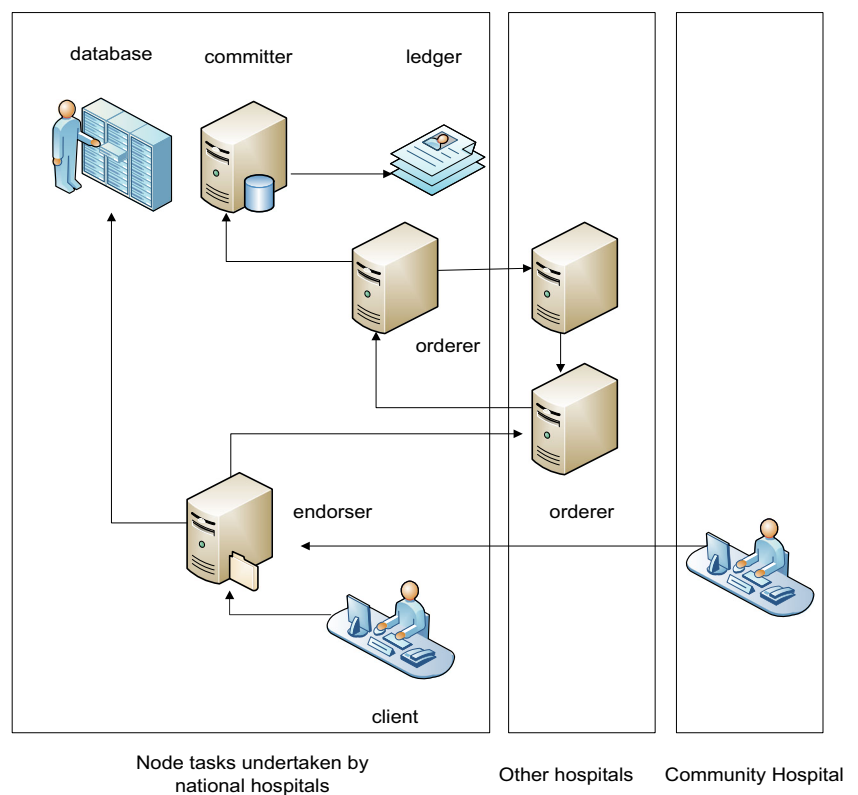 database
committer
ledger
orderer
endorser
orderer
client
Node tasks undertaken by
national hospitals
Other hospitals
Community Hospital